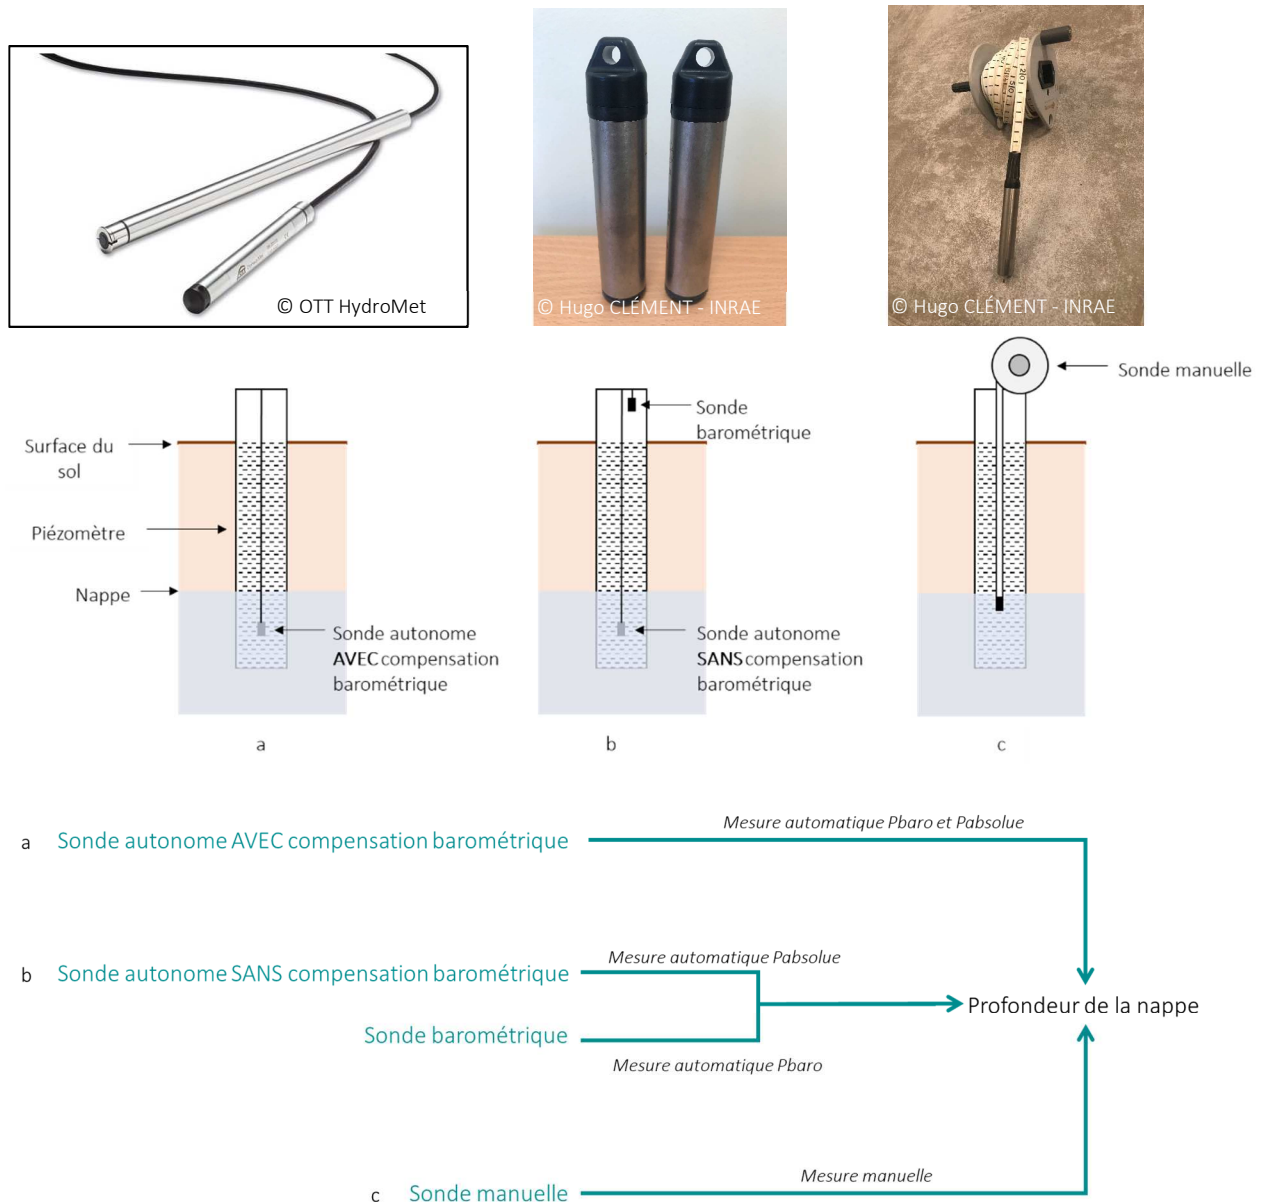 © OTT HydroMet
© Hugo CLÉMENT - INRAE
© Hugo CLÉMENT - INRAE
Sonde manuelle
Sonde
barométrique
Surface du
sol
Piézomètre
Nappe
Sonde autonome
AVEC compensation
barométrique
Sonde autonome
SANS compensation
barométrique
a
b
c
Mesure automatique Pbaro et Pabsolue
a Sonde autonome AVEC compensation barométrique
Mesure automatique Pabsolue
b Sonde autonome SANS compensation barométrique
Profondeur de la nappe
Sonde barométrique
Mesure automatique Pbaro
Mesure manuelle
c Sonde manuelle